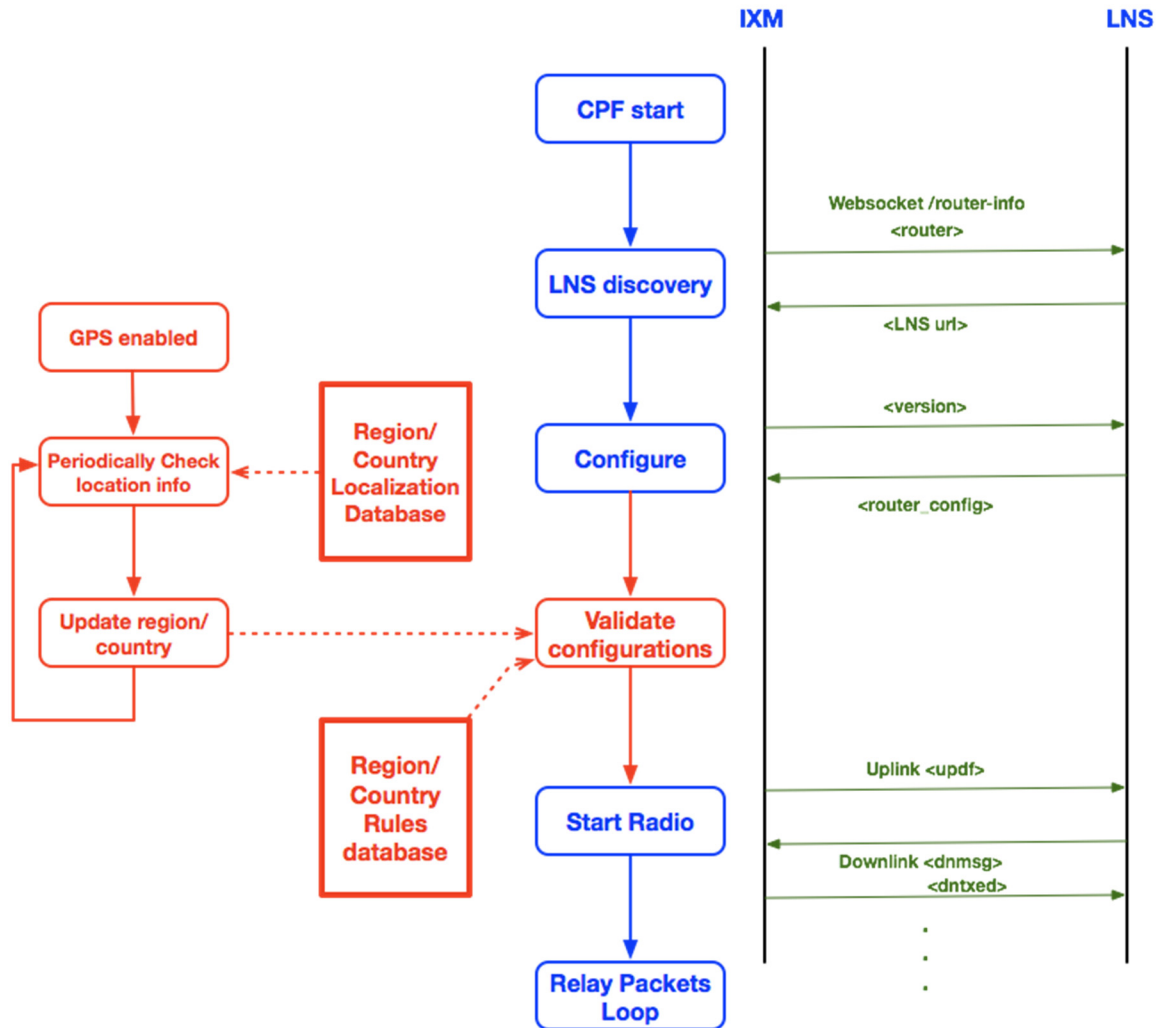 IXM
LNS
CPF start
Websocket /router-info
<router>
LNS discovery
<LNS url>
GPS enabled
<version>
Periodically Check
location info
Region/
Country
Localization
Database
Configure
<router_config>
Update region/
country
Validate
configurations
Region/
Country
Rules
database
Uplink <updf>
Start Radio
Downlink <dnmsg>
<dntxed>
Relay Packets
Loop